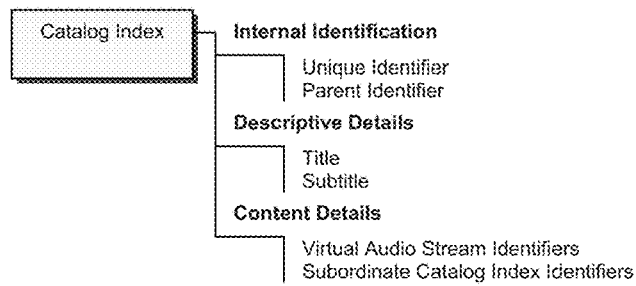 Catalog Index
Internal Identification
Unique Identifier
Parent Identifier
Descriptive Details
Title
Subtitle
Content Details
Virtual Audio Stream Identifiers
Subordinate Catalog Index Identifiers